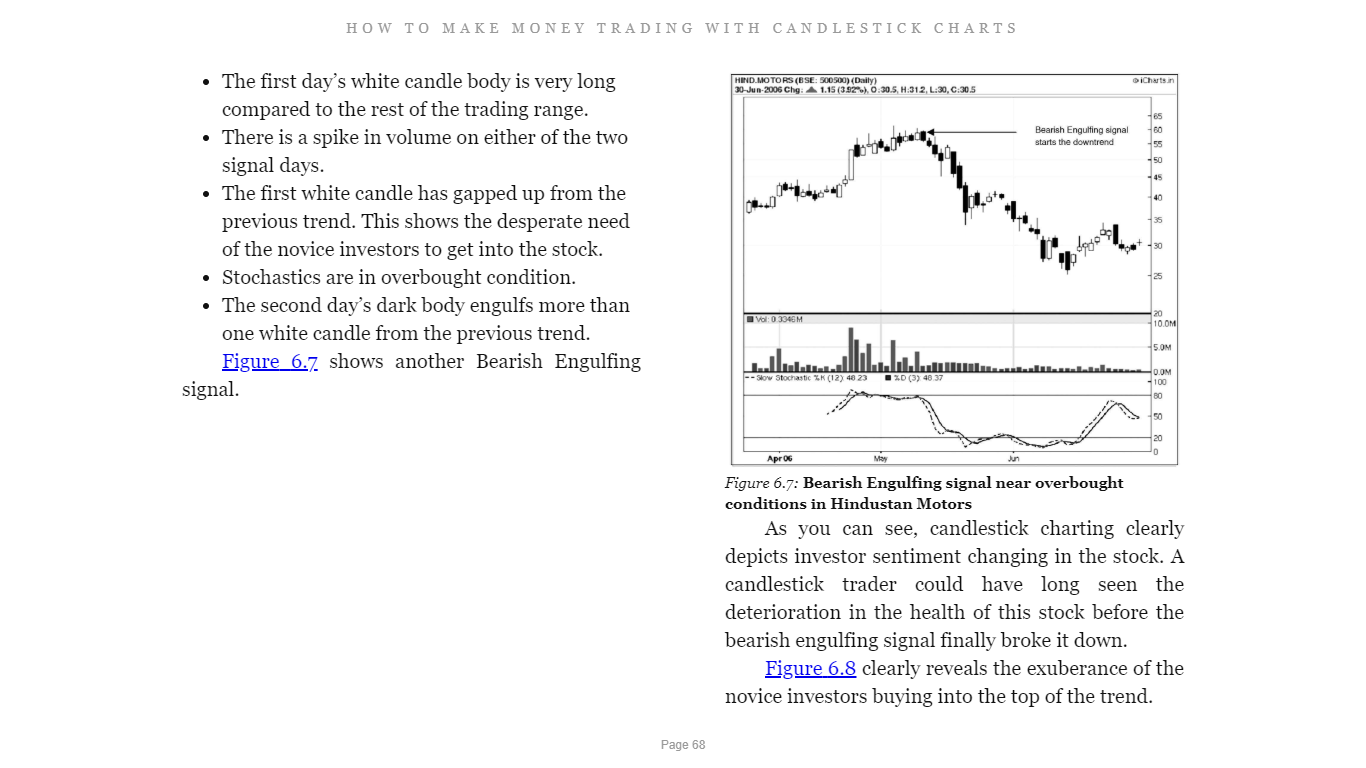 HOW TO MAKE MONEY TRADING WITH CANDLESTICK CHARTS
• The first day’s white candle body is very long
compared to the rest of the trading range.
• There is a spike in volume on either of the two
signal days.
• The first white candle has gapped up from the
previous trend. This shows the desperate need
of the novice investors to get into the stock.
• Stochastics are in overbought condition.
• The second day’s dark body engulfs more than
one white candle from the previous trend.
Figure 6.7 shows another Bearish Engulfing
signal.
HIND.MOTORS (BSE: 500500) (Daily)
© iCharts.in
30-Jun-2006 Chg: 1.15 (3.92%), O:30.5, H:31.2, L:30, C:30.5
Bearish Engulfing signal
starts the downtrend
65
60
55
50
45
40
35
30
25
20
Vol: 0.3346M
10.0M
5.0M
0.0M
Slow Stochastic %K (12) 48.23
%D (3) 48.37
100
80
50
20
0
Apr06
May
Jun
Figure 6.7: Bearish Engulfing signal near overbought
conditions in Hindustan Motors
As you can see, candlestick charting clearly
depicts investor sentiment changing in the stock. A
candlestick trader could have long seen the
deterioration in the health of this stock before the
bearish engulfing signal finally broke it down.
Figure 6.8 clearly reveals the exuberance of the
novice investors buying into the top of the trend.
Page 68